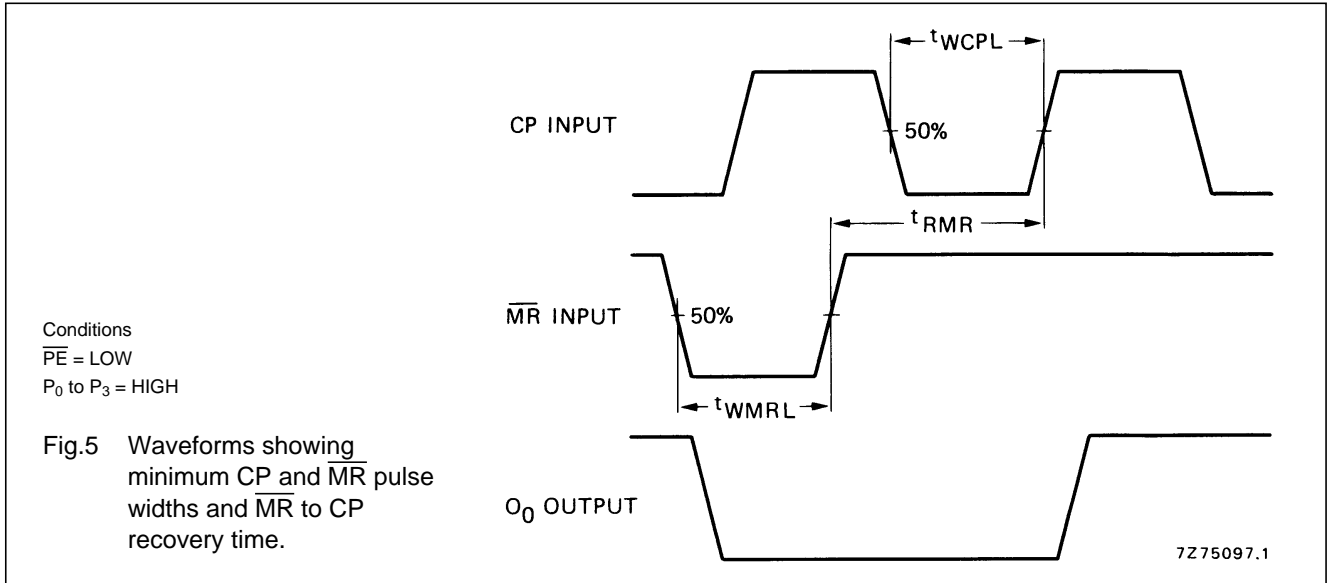 tWCPL
CP INPUT
50%
tRMR
MR INPUT
50%
tWMRL
Conditions
PE = LOW
P0 to P3 = HIGH
Fig.5 Waveforms showing
minimum CP and MR pulse
widths and MR to CP
recovery time.
O0 OUTPUT
7Z75097.1